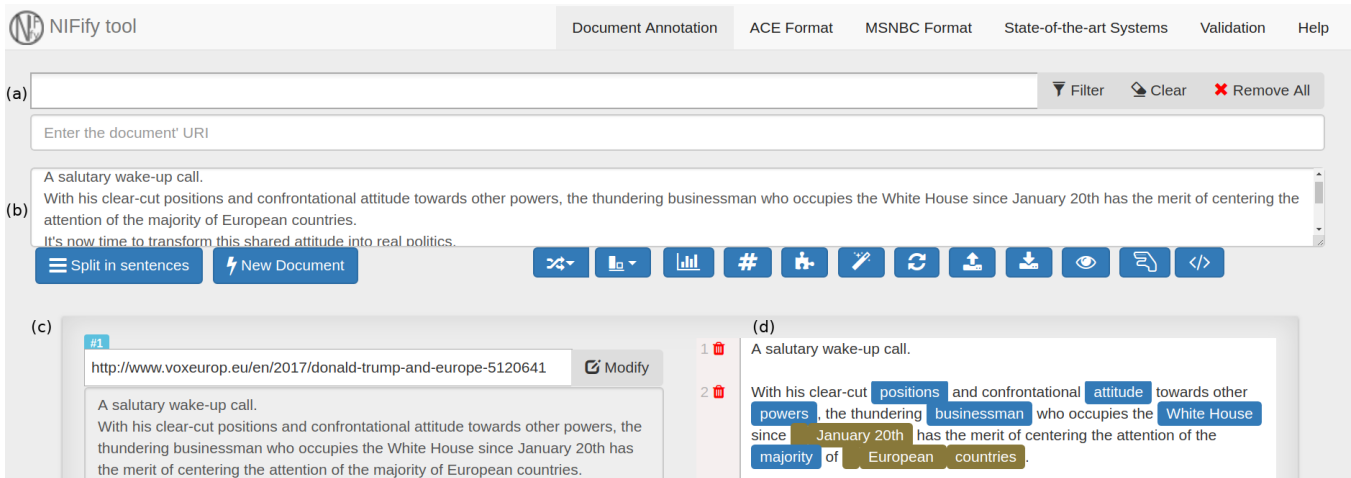 NIFify tool
Document Annotation ACE Format MSNBC Format State-of-the-art Systems Validation Help
(a)
Filter Clear Remove All
Enter the document' URI
(b)
A salutary wake-up call.
With his clear-cut positions and confrontational attitude towards other powers, the thundering businessman who occupies the White House since January 20th has the merit of centering the
attention of the majority of European countries.
It's now time to transform this shared attitude into real politics.
Split in sentences New Document
(c)
#1
http://www.voxeurop.eu/en/2017/donald-trump-and-europe-5120641 Modify
A salutary wake-up call.
With his clear-cut positions and confrontational attitude towards other powers, the
thundering businessman who occupies the White House since January 20th has
the merit of centering the attention of the majority of European countries.
(d)
1 A salutary wake-up call.
2 With his clear-cut positions and confrontational attitude towards other
powers , the thundering businessman who occupies the White House
since January 20th has the merit of centering the attention of the
majority of European countries .